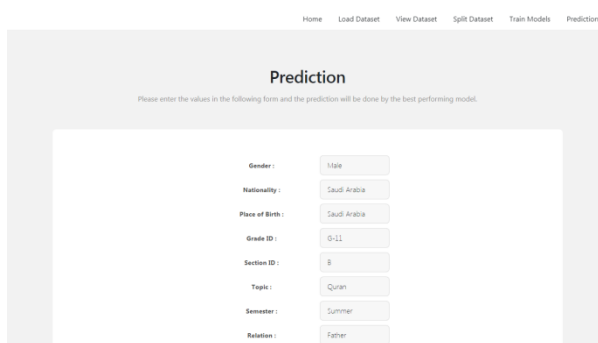 Home Load Dataset View Dataset Split Dataset Train Models Prediction
Prediction
Please enter the values in the following form and the prediction will be done by the best performing model.
Gender : Male
Nationality : Saudi Arabia
Place of Birth : Saudi Arabia
Grade ID : G-11
Section ID : B
Topic : Quran
Semester : Summer
Relation : Father